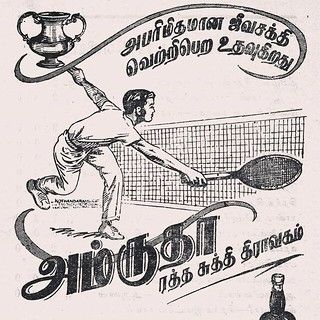 அபரிமிதமான ஜீவசக்தி
வெற்றிபெற உதவுகிறது
அம்ருதா
ரத்த சுத்தி திராவகம்